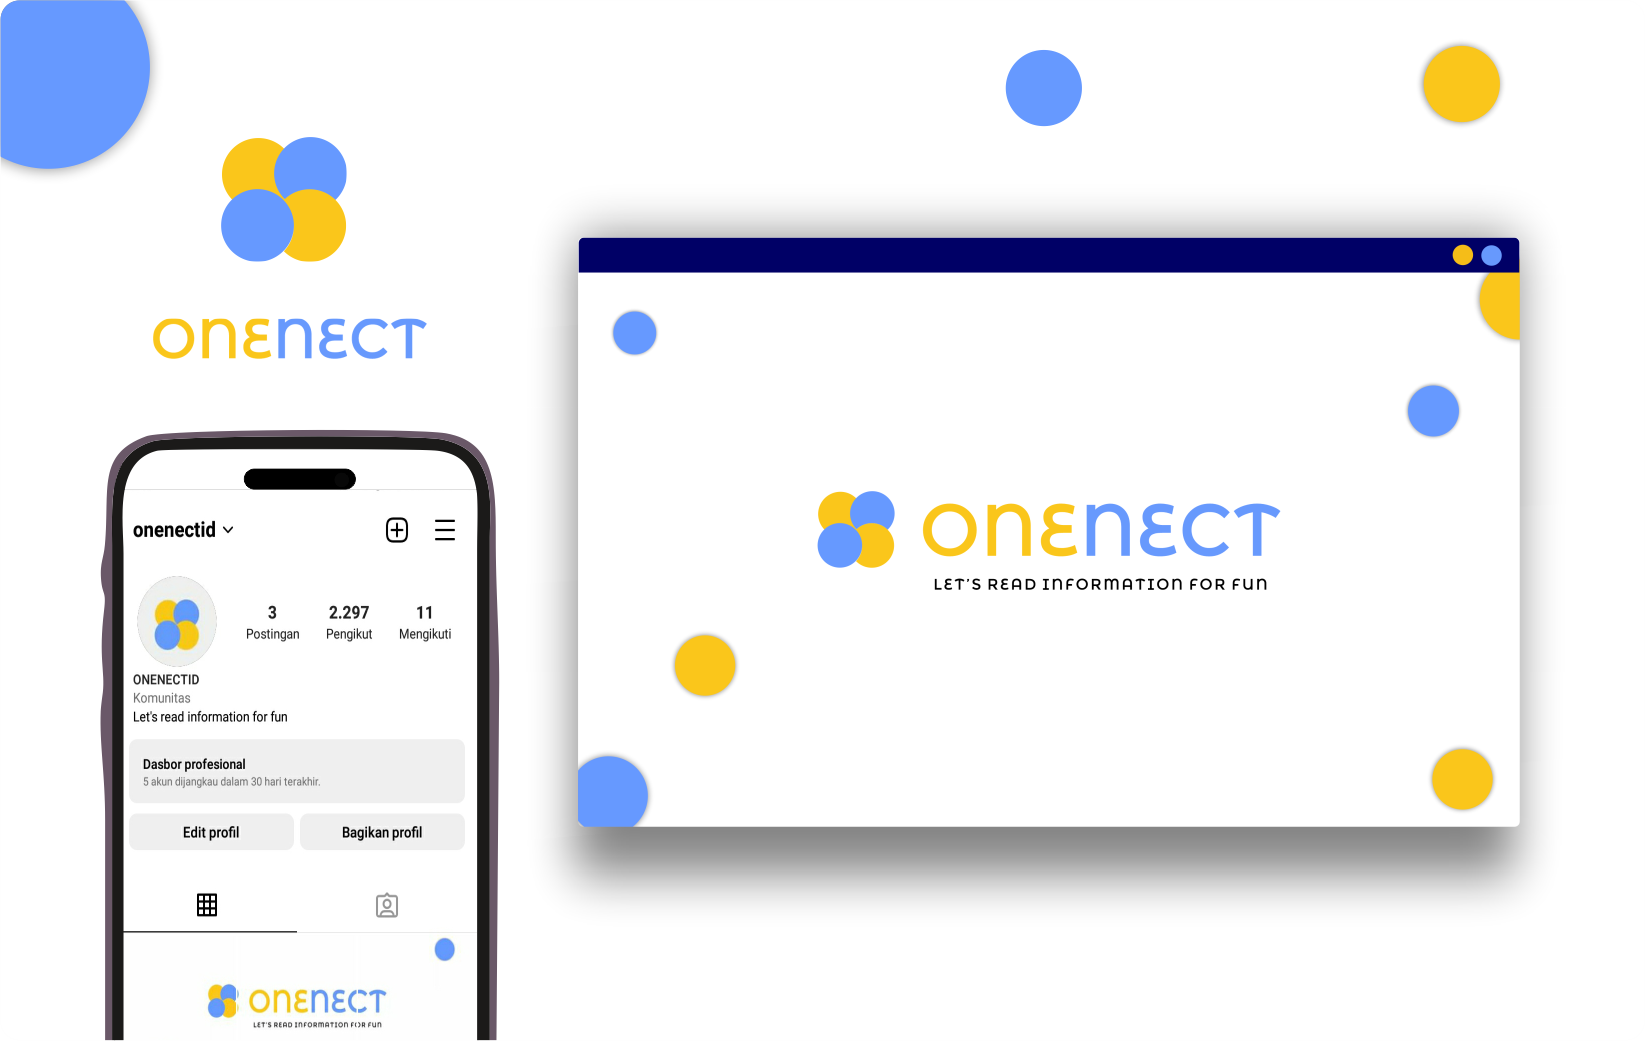 ONENECT
onenectid
3 2.297 11
Postingan Pengikut Mengikuti
ONENECTID
Komunitas
Let's read information for fun
Dasbor profesional
5 akun dijangkau dalam 30 hari terakhir.
Edit profil Bagikan profil
ONENECT
LET'S READ INFORMATION FOR FUN
ONENECT
LET'S READ INFORMATION FOR FUN